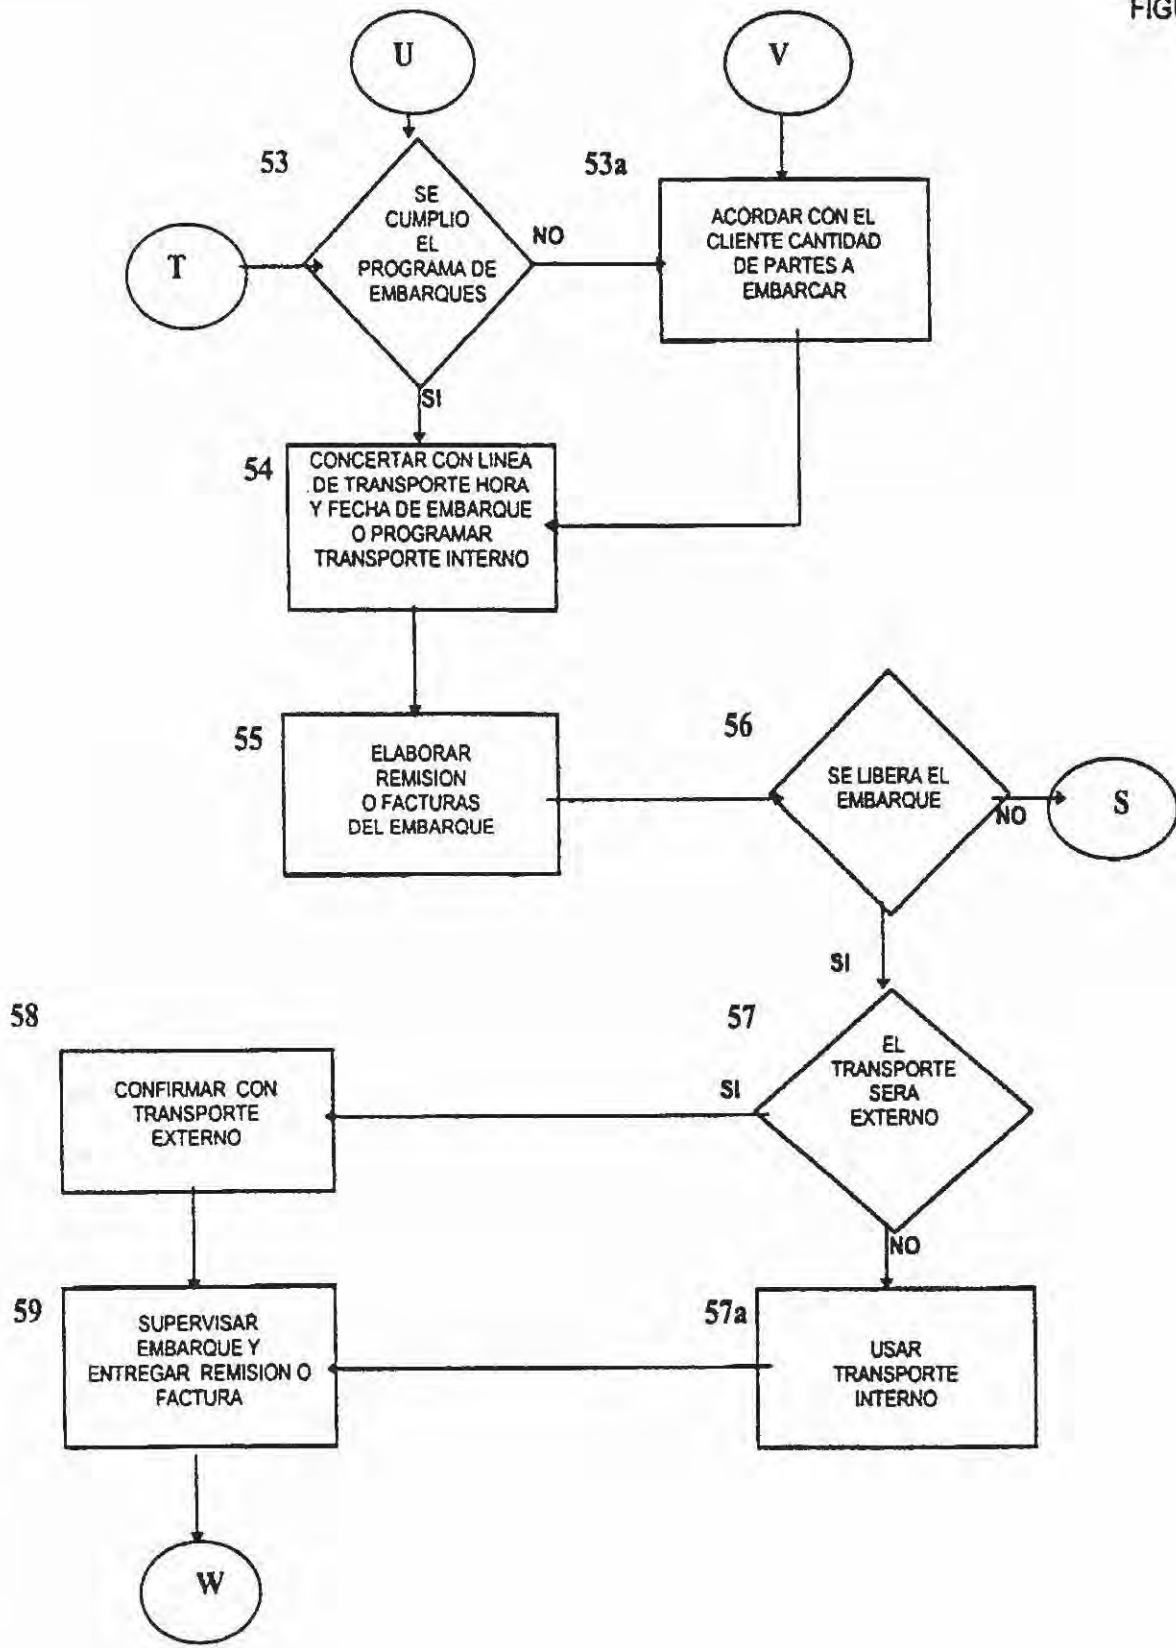 FIGU
U
V
53
SE
CUMPLIO
EL
PROGRAMA DE
EMBARQUES
NO
53a
ACORDAR CON EL
CLIENTE CANTIDAD
DE PARTES A
EMBARCAR
T
SI
54
CONCERTAR CON LINEA
DE TRANSPORTE HORA
Y FECHA DE EMBARQUE
O PROGRAMAR
TRANSPORTE INTERNO
55
ELABORAR
REMISION
O FACTURAS
DEL EMBARQUE
56
SE LIBERA EL
EMBARQUE
NO
S
SI
57
EL
TRANSPORTE
SERA
EXTERNO
SI
58
CONFIRMAR CON
TRANSPORTE
EXTERNO
NO
59
SUPERVISAR
EMBARQUE Y
ENTREGAR REMISION O
FACTURA
57a
USAR
TRANSPORTE
INTERNO
W